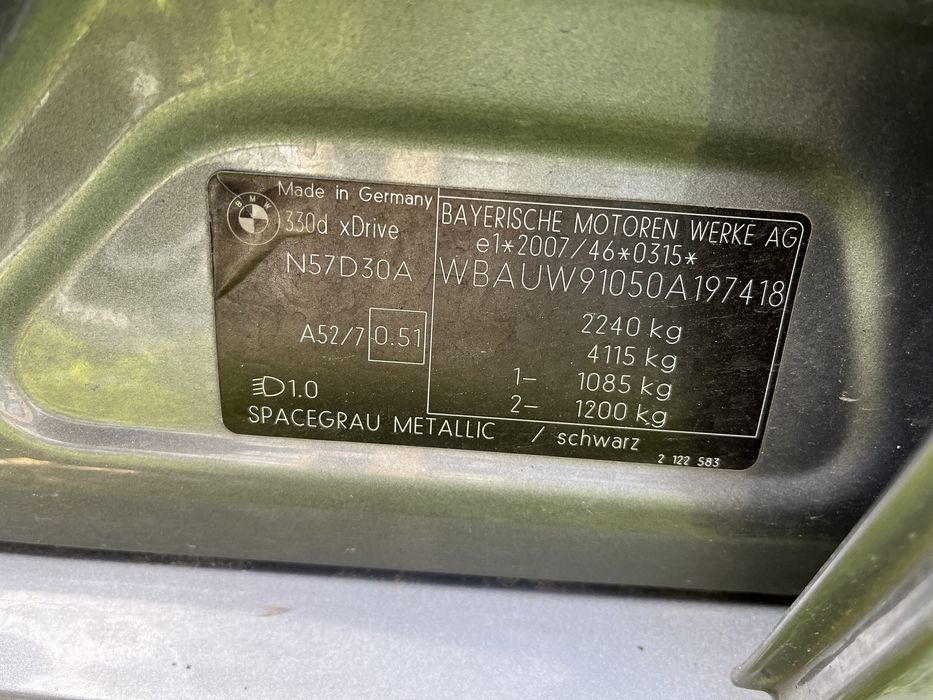 BMW
Made in Germany
330d xDrive
N57D30A
A52/7 0.51
1.0
SPACEGRAU METALLIC / schwarz
BAYERISCHE MOTOREN WERKE AG
e1*2007/46*0315*
WBAUW91050A197418
2240 kg
4115 kg
1- 1085 kg
2- 1200 kg
2 122 583